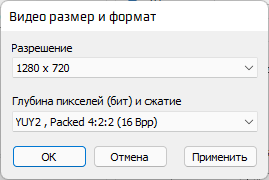 Видео размер и формат
Разрешение
1280 x 720
Глубина пикселей (бит) и сжатие
YUY2 , Packed 4:2:2 (16 Bpp)
ОК Отмена Применить